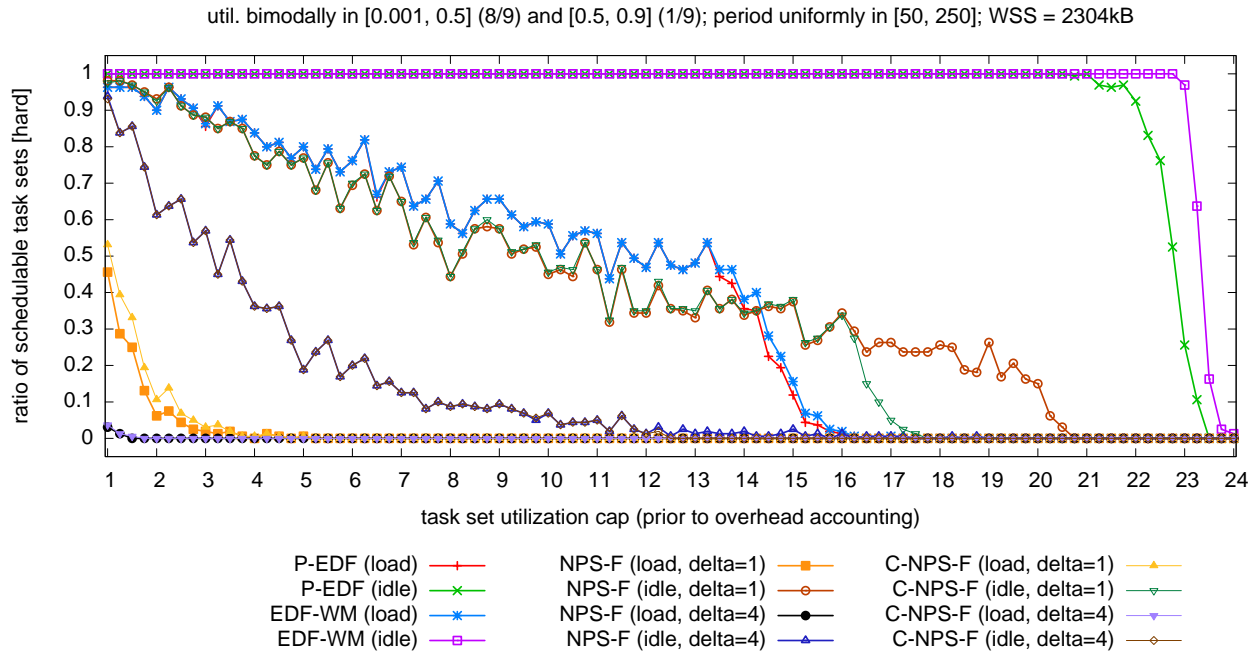 util. bimodally in [0.001, 0.5] (8/9) and [0.5, 0.9] (1/9); period uniformly in [50, 250]; WSS = 2304kB
ratio of schedulable task sets [hard]
1
0.9
0.8
0.7
0.6
0.5
0.4
0.3
0.2
0.1
0
1 2 3 4 5 6 7 8 9 10 11 12 13 14 15 16 17 18 19 20 21 22 23 24
task set utilization cap (prior to overhead accounting)
P-EDF (load) NPS-F (load, delta=1) C-NPS-F (load, delta=1)
P-EDF (idle) NPS-F (idle, delta=1) C-NPS-F (idle, delta=1)
EDF-WM (load) NPS-F (load, delta=4) C-NPS-F (load, delta=4)
EDF-WM (idle) NPS-F (idle, delta=4) C-NPS-F (idle, delta=4)